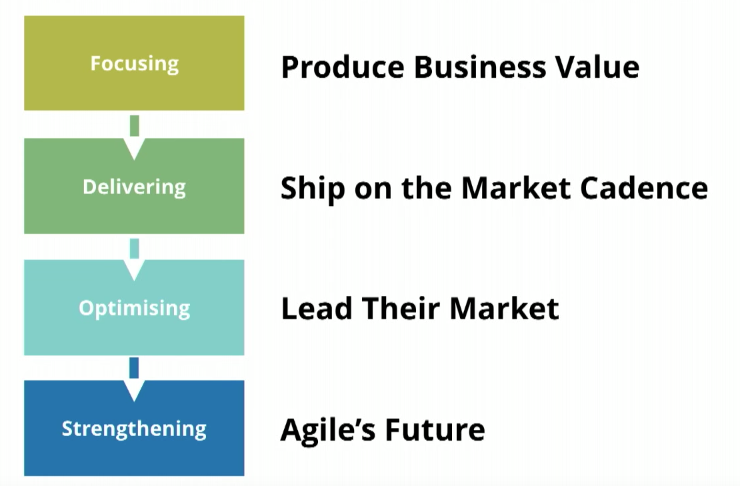 Focusing
Produce Business Value
Delivering
Ship on the Market Cadence
Optimising
Lead Their Market
Strengthening
Agile’s Future